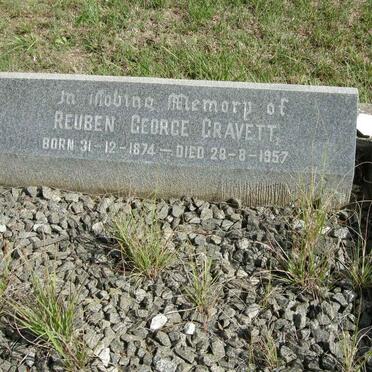 In Loving Memory of
REUBEN GEORGE GRAVETT.
BORN 31-12-1874 — DIED 28-8-1957